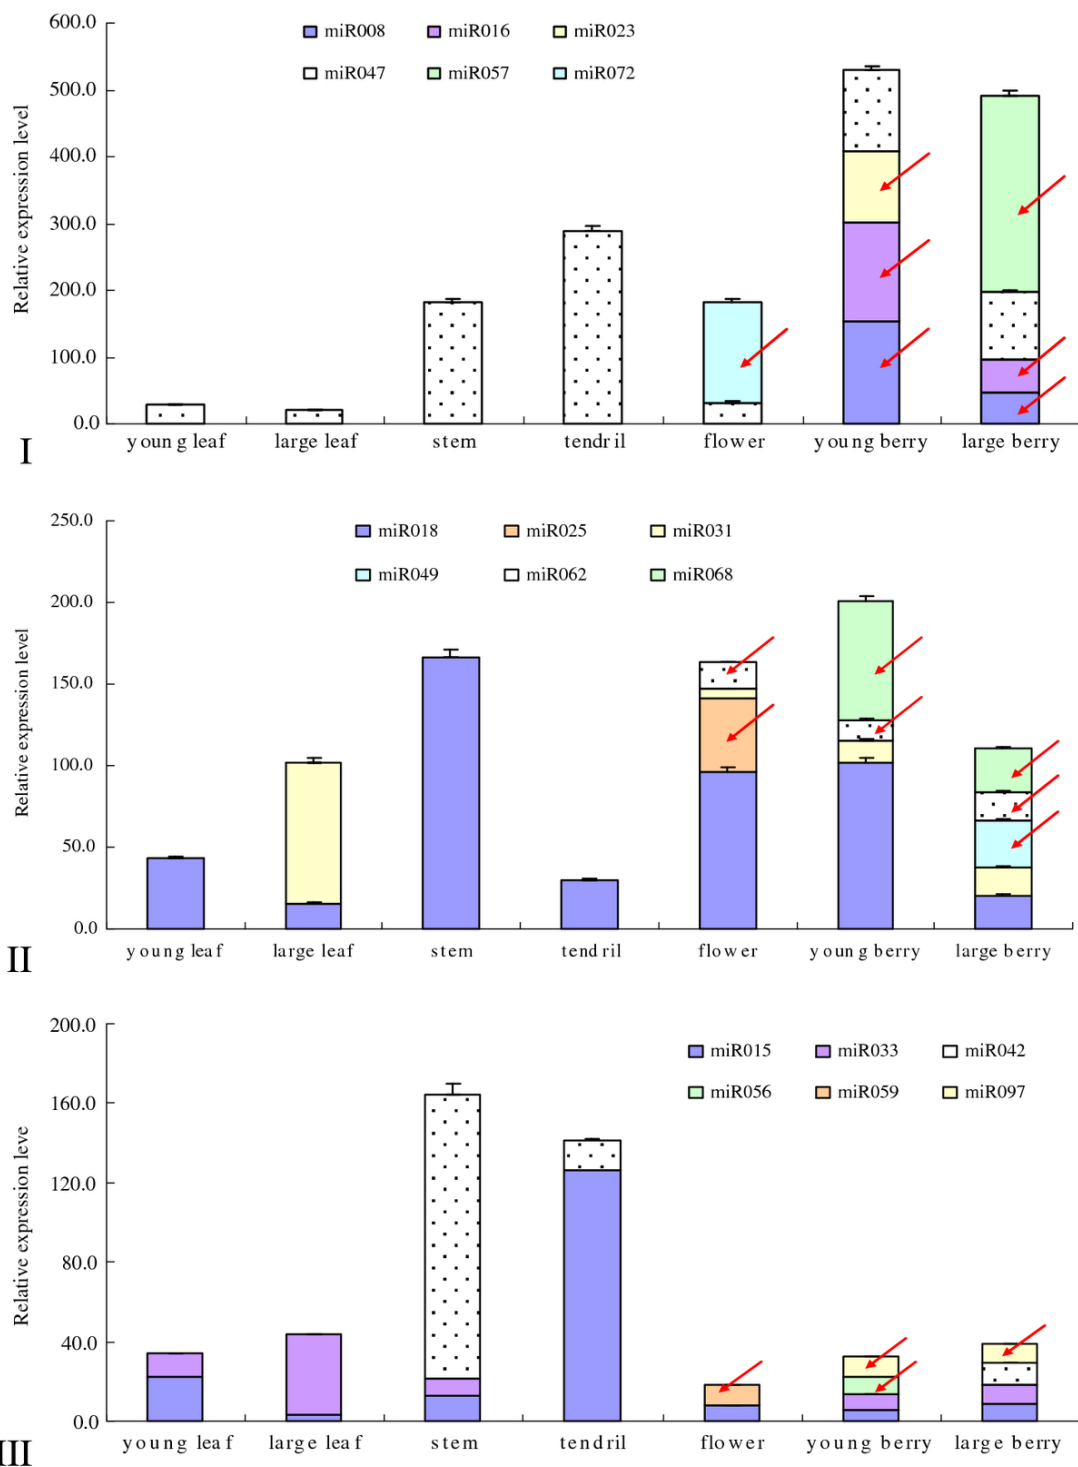 600.0
500.0
400.0
300.0
200.0
100.0
0.0
Relative expression level
miR008 miR016 miR023
miR047 miR057 miR072
young leaf large leaf stem tendril flower young berry large berry
I
250.0
200.0
150.0
100.0
50.0
0.0
Relative expression level
miR018 miR025 miR031
miR049 miR062 miR068
young leaf large leaf stem tendril flower young berry large berry
II
200.0
160.0
120.0
80.0
40.0
0.0
Relative expression leve
miR015 miR033 miR042
miR056 miR059 miR097
young leaf large leaf stem tendril flower young berry large berry
III